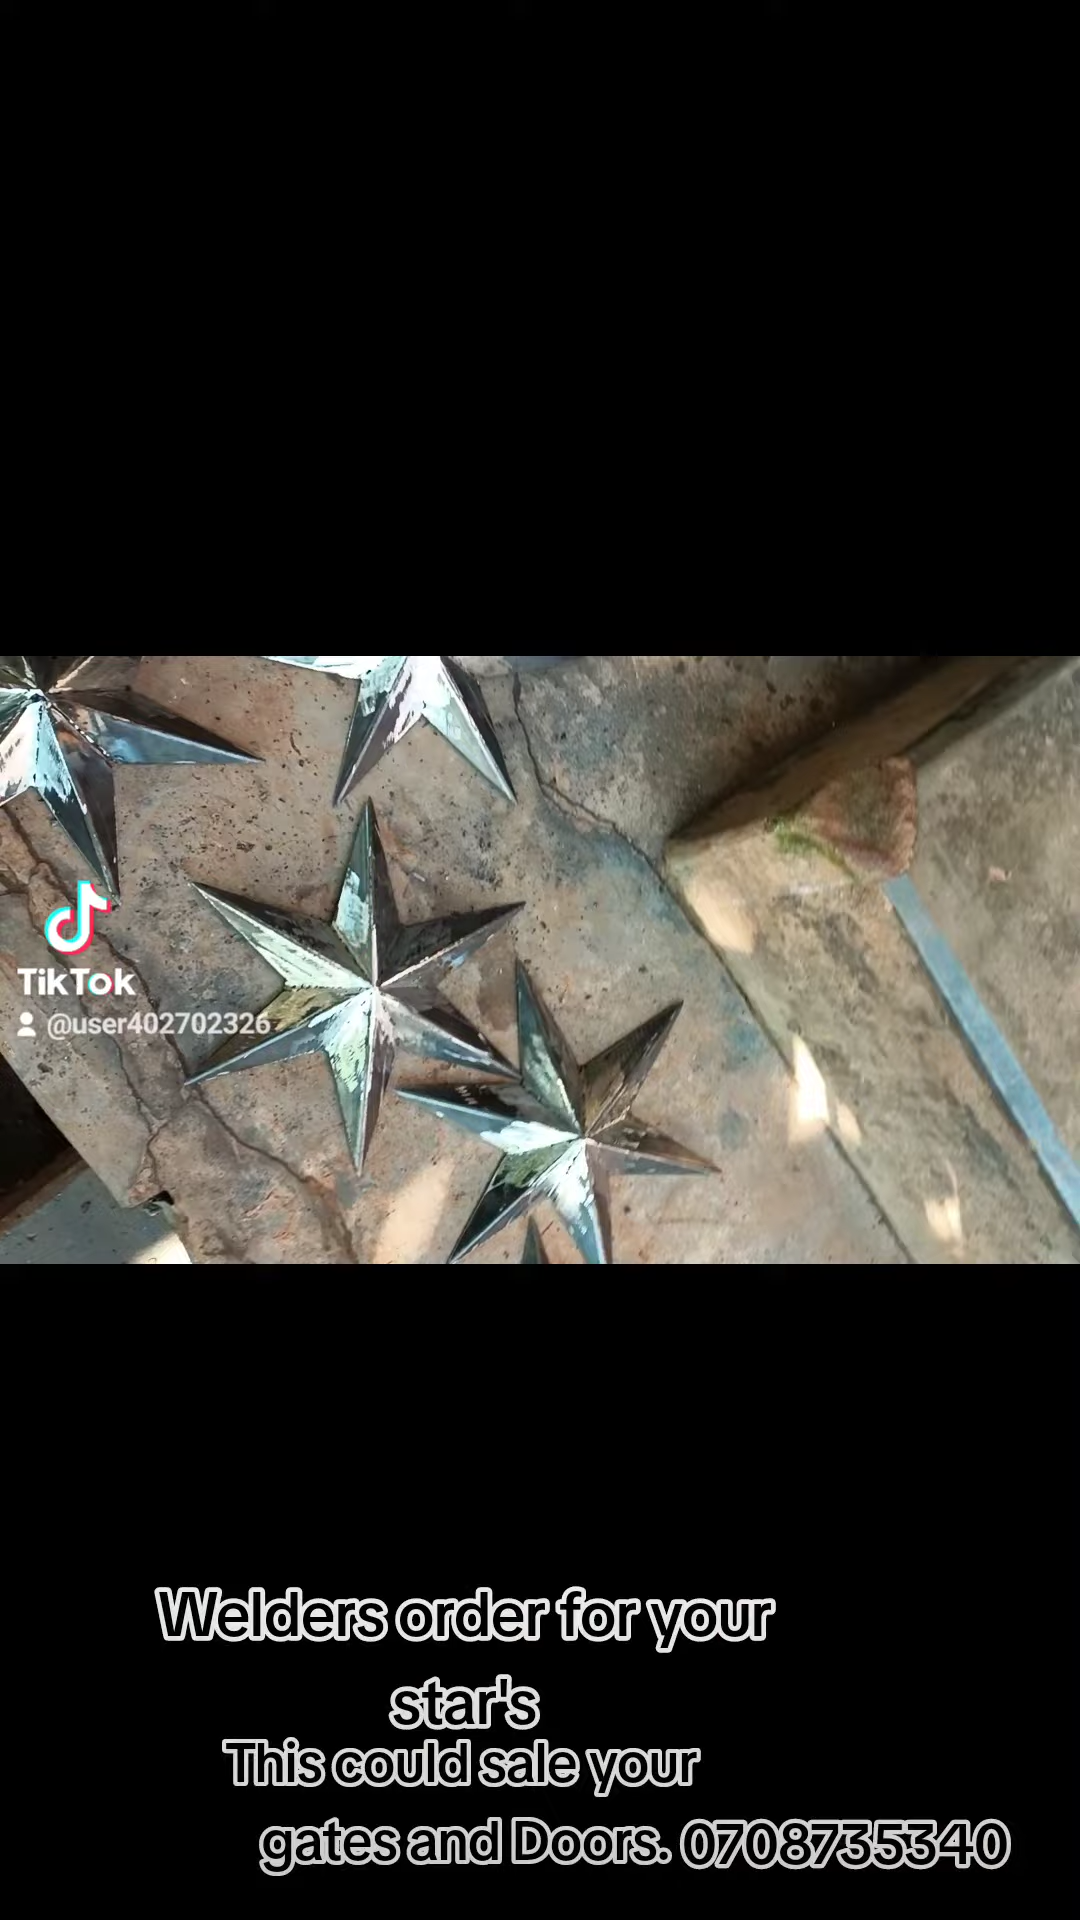 TikTok
@user402702326
Welders order for your
star's
This could sale your
gates and Doors. 0708735340